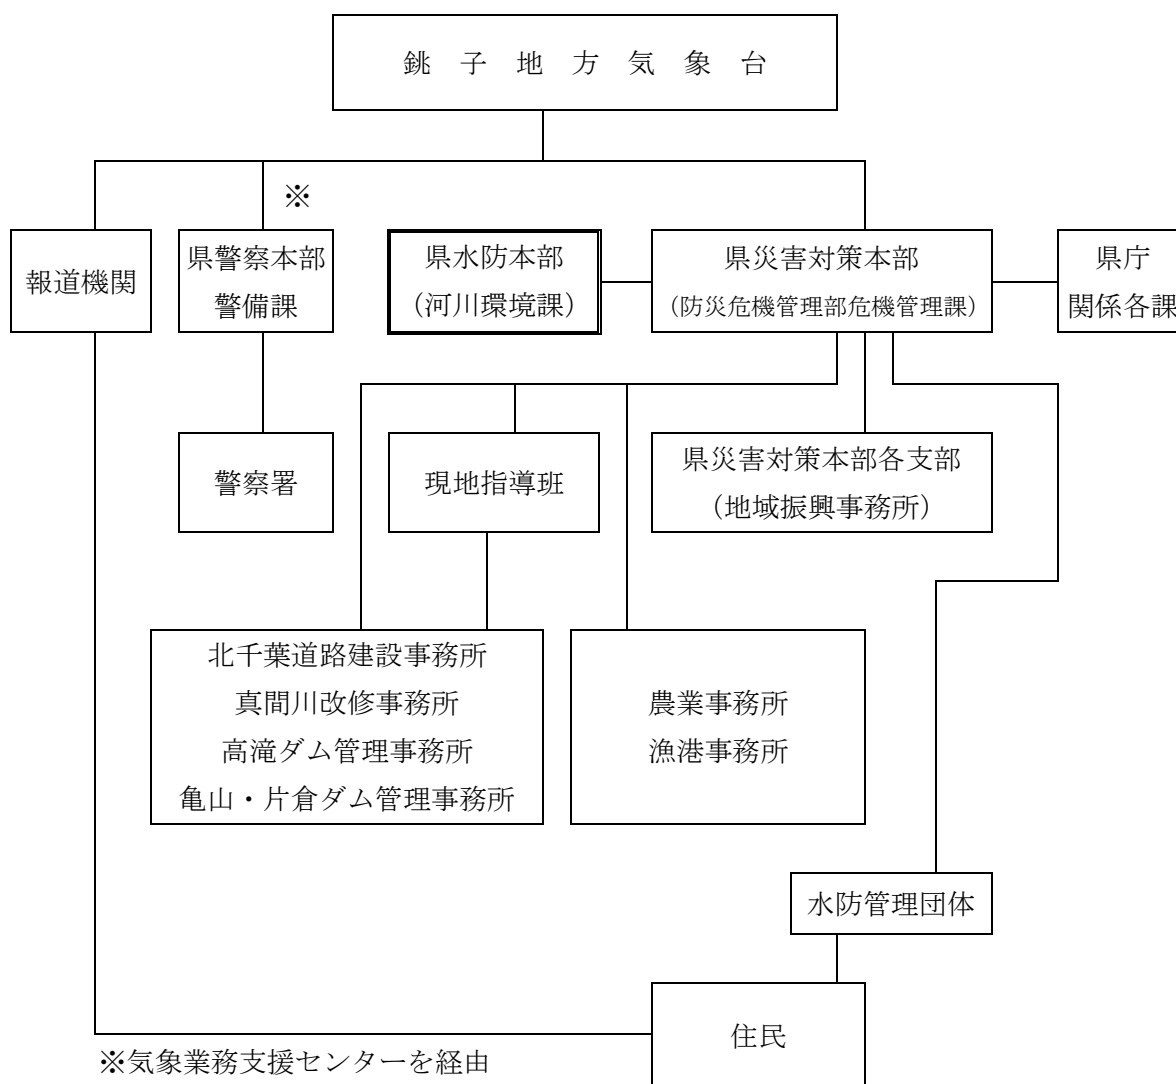 銚子地方気象台
※
報道機関
県警察本部
警備課
県水防本部
（河川環境課）
県災害対策本部
（防災危機管理部危機管理課）
県庁
関係各課
警察署
現地指導班
県災害対策本部各支部
（地域振興事務所）
北千葉道路建設事務所
真間川改修事務所
高滝ダム管理事務所
亀山・片倉ダム管理事務所
農業事務所
漁港事務所
水防管理団体
住民
※気象業務支援センターを経由